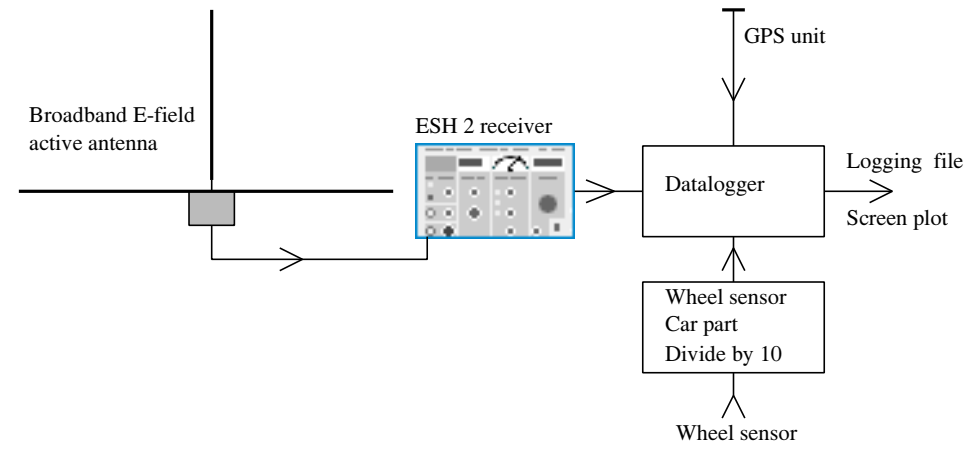 GPS unit
Broadband E-field
active antenna
ESH 2 receiver
Datalogger
Logging file
Screen plot
Wheel sensor
Car part
Divide by 10
Wheel sensor